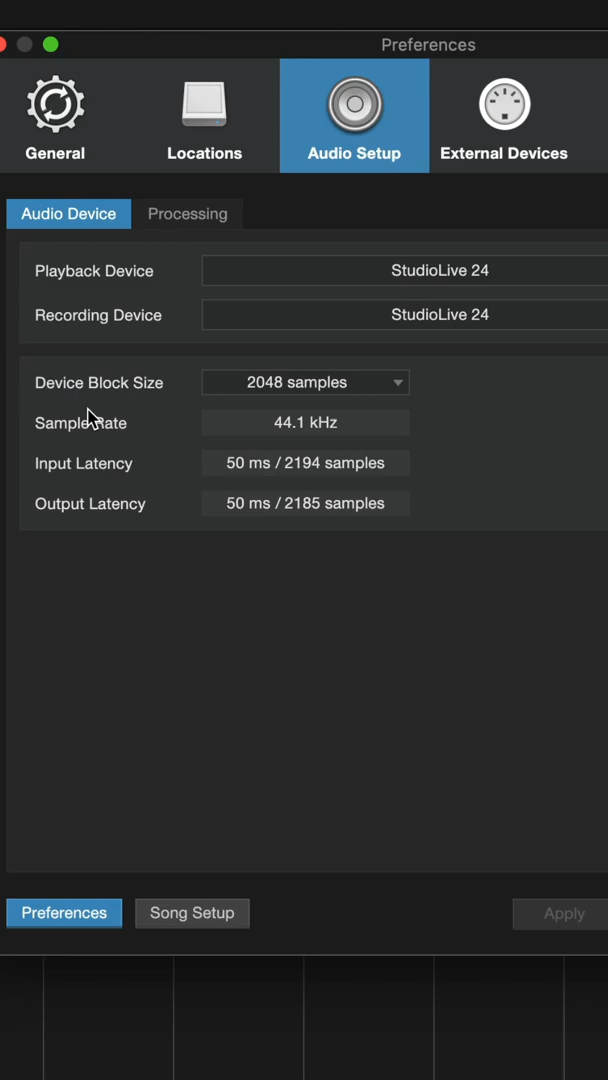 Preferences
General
Locations
Audio Setup
External Devices
Audio Device
Processing
Playback Device
StudioLive 24
Recording Device
StudioLive 24
Device Block Size
2048 samples
Sample Rate
44.1 kHz
Input Latency
50 ms / 2194 samples
Output Latency
50 ms / 2185 samples
Preferences
Song Setup
Apply